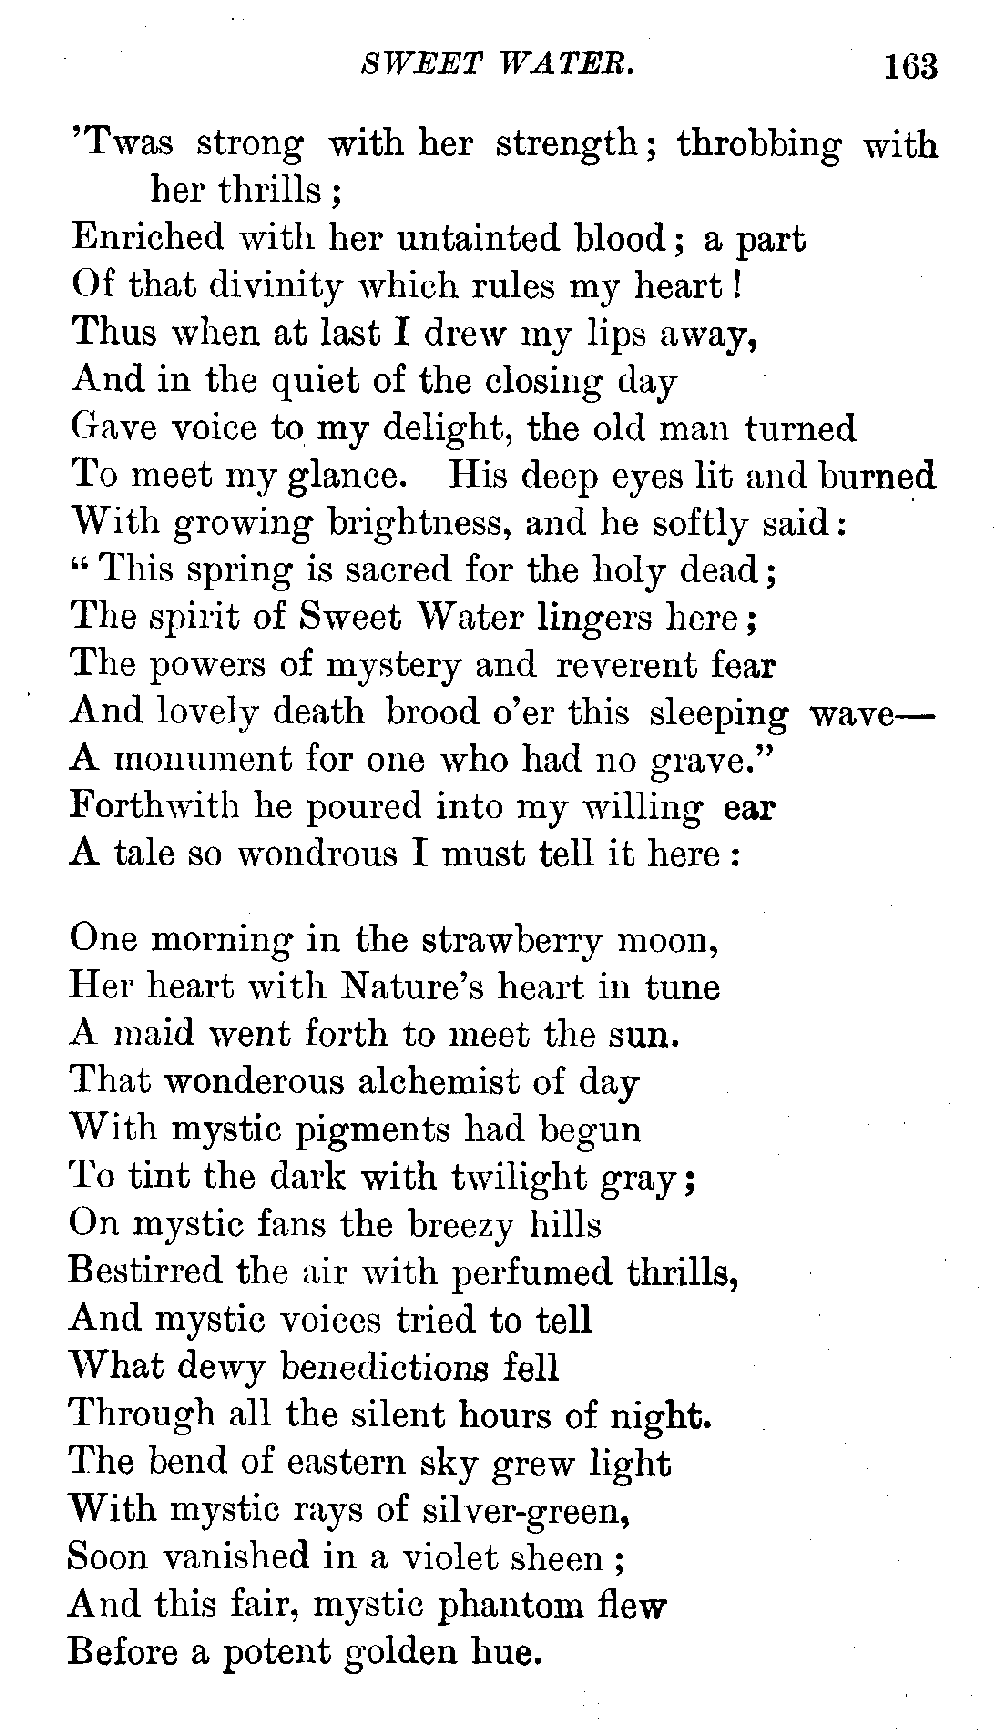 SWEET WATER. 163
’Twas strong with her strength; throbbing with
her thrills;
Enriched with her untainted blood; a part
Of that divinity which rules my heart!
Thus when at last I drew my lips away,
And in the quiet of the closing day
Gave voice to my delight, the old man turned
To meet my glance. His deep eyes lit and burned
With growing brightness, and he softly said:
“This spring is sacred for the holy dead;
The spirit of Sweet Water lingers here;
The powers of mystery and reverent fear
And lovely death brood o’er this sleeping wave—
A monument for one who had no grave.”
Forthwith he poured into my willing ear
A tale so wondrous I must tell it here:
One morning in the strawberry moon,
Her heart with Nature’s heart in tune
A maid went forth to meet the sun.
That wonderous alchemist of day
With mystic pigments had begun
To tint the dark with twilight gray;
On mystic fans the breezy hills
Bestirred the air with perfumed thrills,
And mystic voices tried to tell
What dewy benedictions fell
Through all the silent hours of night.
The bend of eastern sky grew light
With mystic rays of silver-green,
Soon vanished in a violet sheen;
And this fair, mystic phantom flew
Before a potent golden hue.